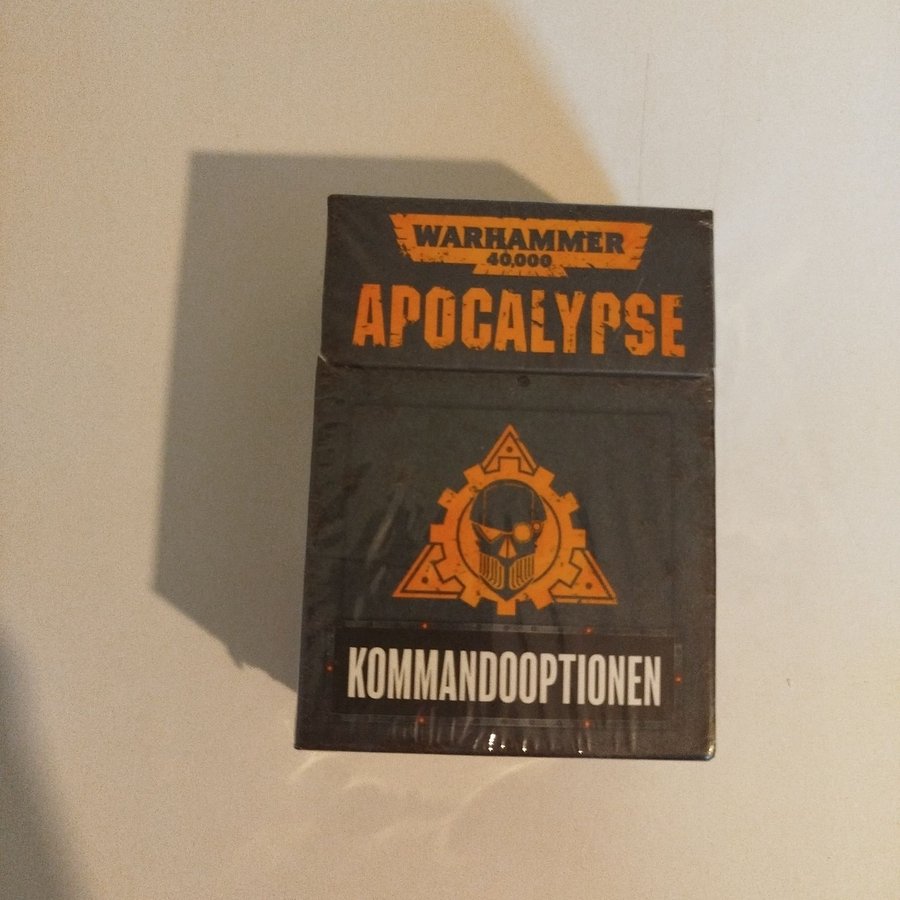 WARHAMMER
40,000
APOCALYPSE
KOMMANDOOPTIONEN